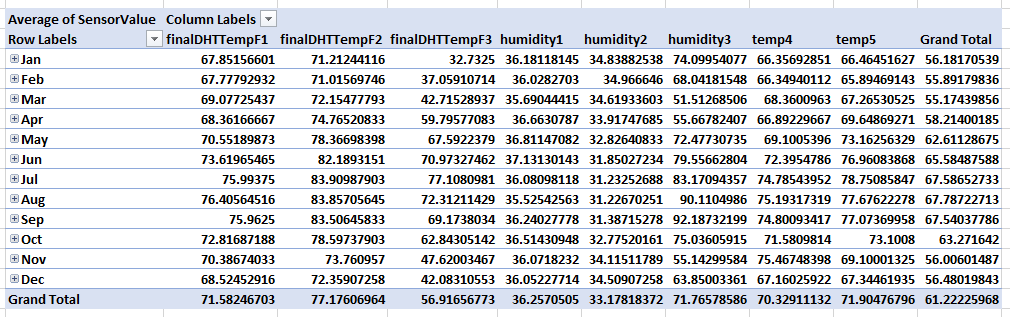 Average of SensorValue Column Labels
Row Labels finalDHTTempF1 finalDHTTempF2 finalDHTTempF3 humidity1 humidity2 humidity3 temp4 temp5 Grand Total
Jan 67.85156601 71.21244116 32.7325 36.18118145 34.83882538 74.09954077 66.35692851 66.46451627 56.18170539
Feb 67.77792932 71.01569746 37.05910714 36.0282703 34.966646 68.04181548 66.34940112 65.89469143 55.89179836
Mar 69.07725437 72.15477793 42.71528937 35.69044415 34.61933603 51.51268506 68.3600963 67.26530525 55.17439856
Apr 68.36166667 74.76520833 59.79577083 36.6630787 33.91747685 55.66782407 66.89229667 69.64869271 58.21400185
May 70.55189873 78.36698398 67.5922379 36.81147082 32.82640833 72.47730735 69.1005396 73.16256329 62.61128675
Jun 73.61965465 82.1893151 70.97327462 37.13130143 31.85027234 79.55662804 72.3954786 76.96083868 65.58487588
Jul 75.99375 83.90987903 77.1080981 36.08098118 31.23252688 83.17094357 74.78543952 78.75085847 67.58652733
Aug 76.40564516 83.85705645 72.31211429 35.52542563 31.22670251 90.1104986 75.19317319 77.67622278 67.78722713
Sep 75.9625 83.50645833 69.1738034 36.24027778 31.38715278 92.18732199 74.80093417 77.07369958 67.54037786
Oct 72.81687188 78.59737903 62.84305142 36.51430948 32.77520161 75.03605915 71.5809814 73.1008 63.271642
Nov 70.38674033 73.760957 47.62003467 36.0718232 34.11511789 55.14299584 75.46748398 69.10001325 56.00601487
Dec 68.52452916 72.35907258 42.08310553 36.05227714 34.50907258 63.85003361 67.16025922 67.34461935 56.48019843
Grand Total 71.58246703 77.17606964 56.91656773 36.2570505 33.17818372 71.76578586 70.32911132 71.90476796 61.22225968